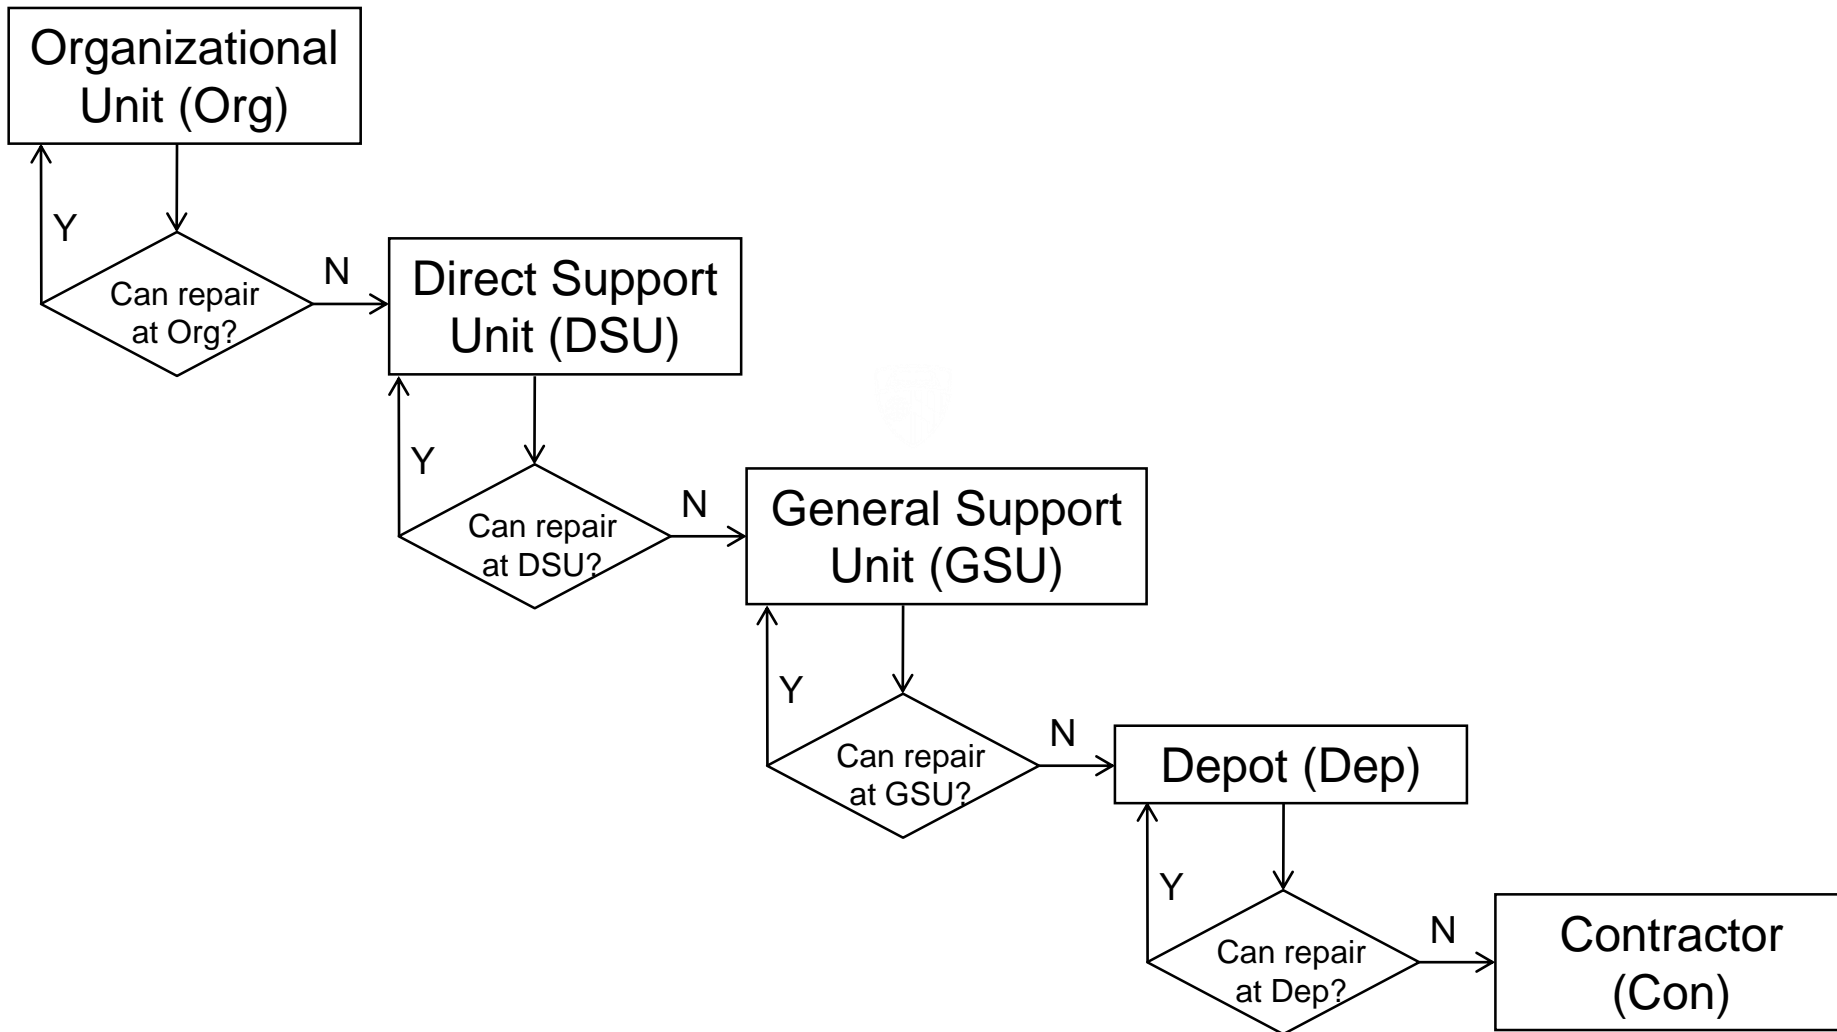 Organizational
Unit (Org)
Y
Can repair
at Org?
N
Direct Support
Unit (DSU)
Y
Can repair
at DSU?
N
General Support
Unit (GSU)
Y
Can repair
at GSU?
N
Depot (Dep)
Y
Can repair
at Dep?
N
Contractor
(Con)